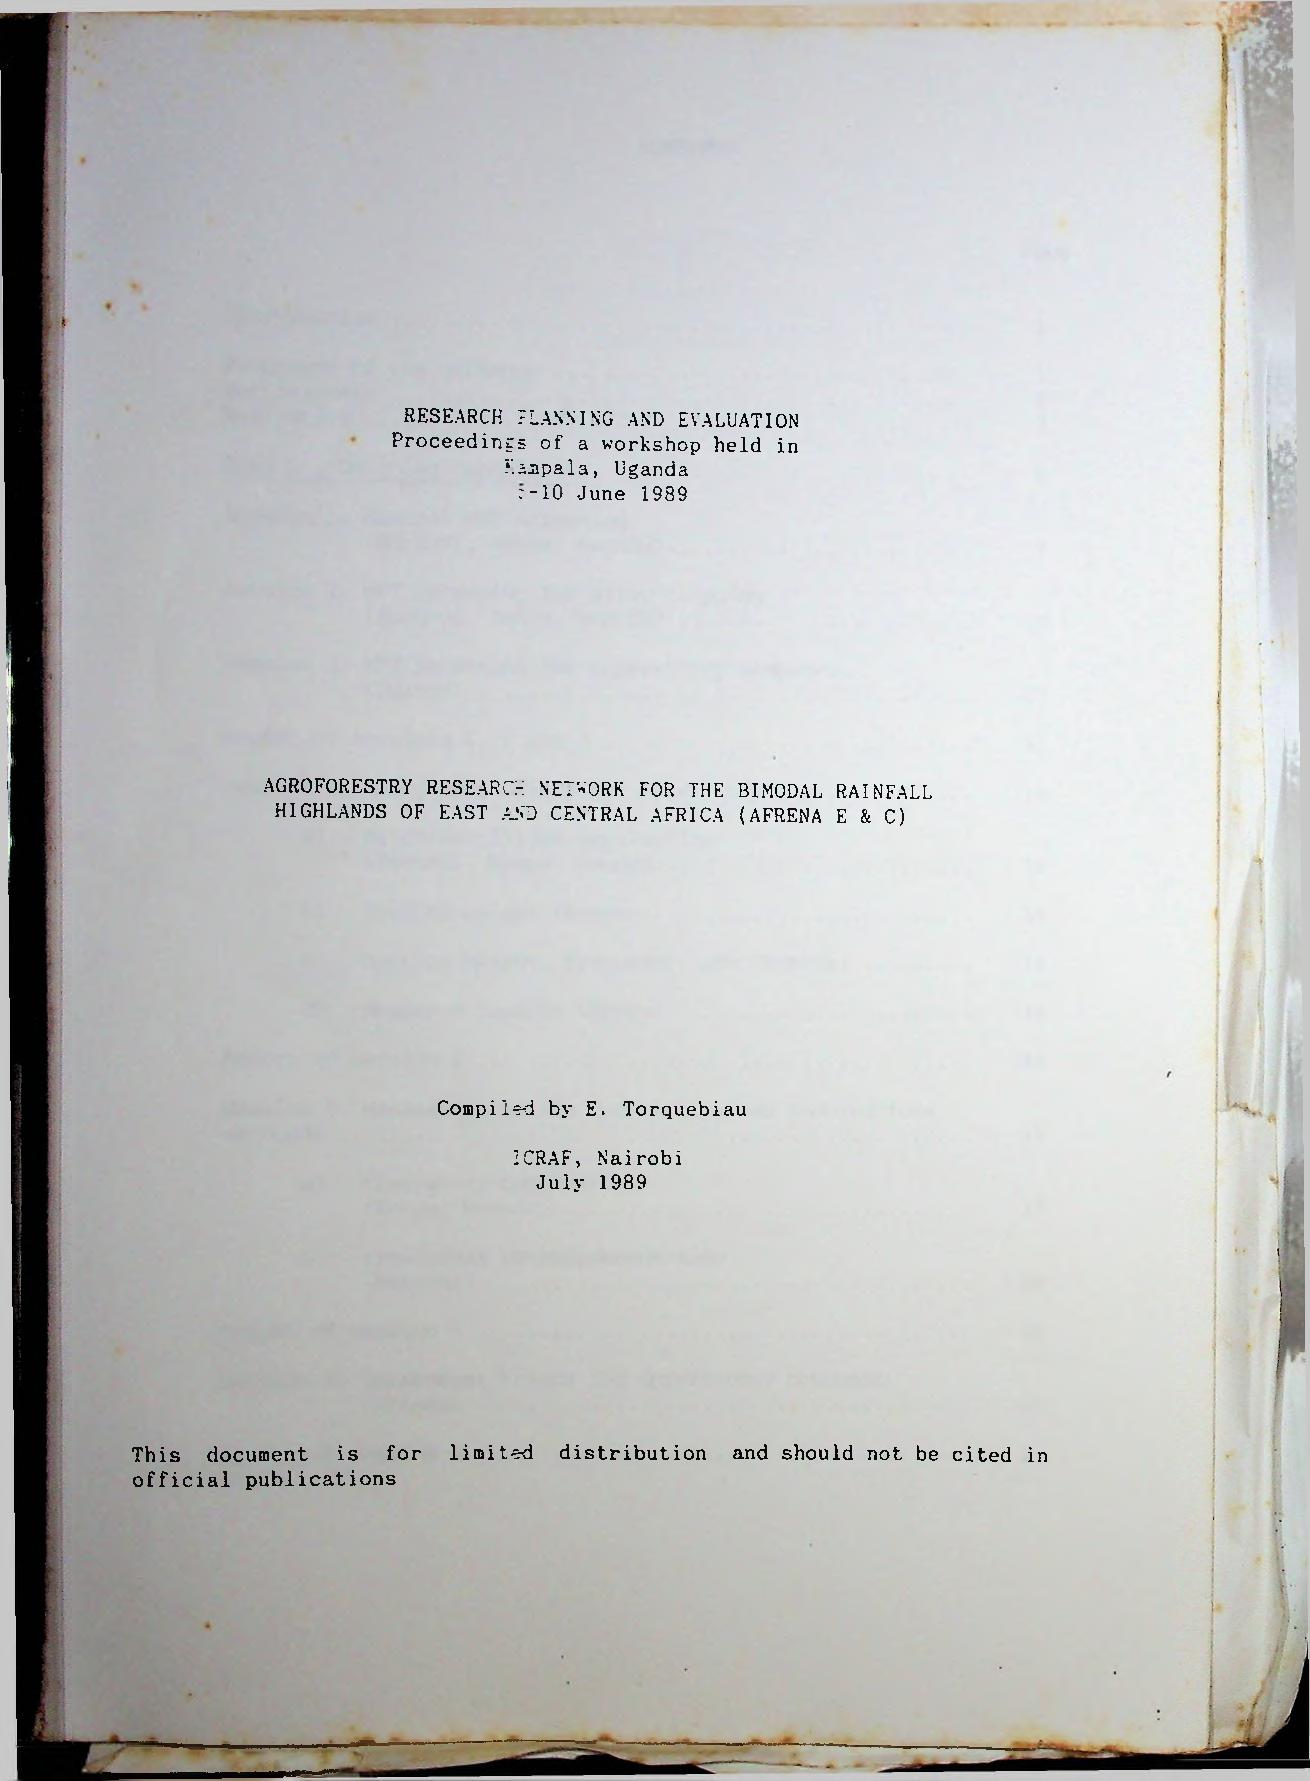 RESEARCH PLANNING AND EVALUATION
Proceedings of a workshop held in
Kampala, Uganda
-10 June 1989
AGROFORESTRY RESEARCH NETWORK FOR THE BIMODAL RAINFALL
HIGHLANDS OF EAST AND CENTRAL AFRICA (AFRENA E & C)
Compiled by E. Torquebiau
ICRAF, Nairobi
July 1989
This document is for limited distribution and should not be cited in
official publications